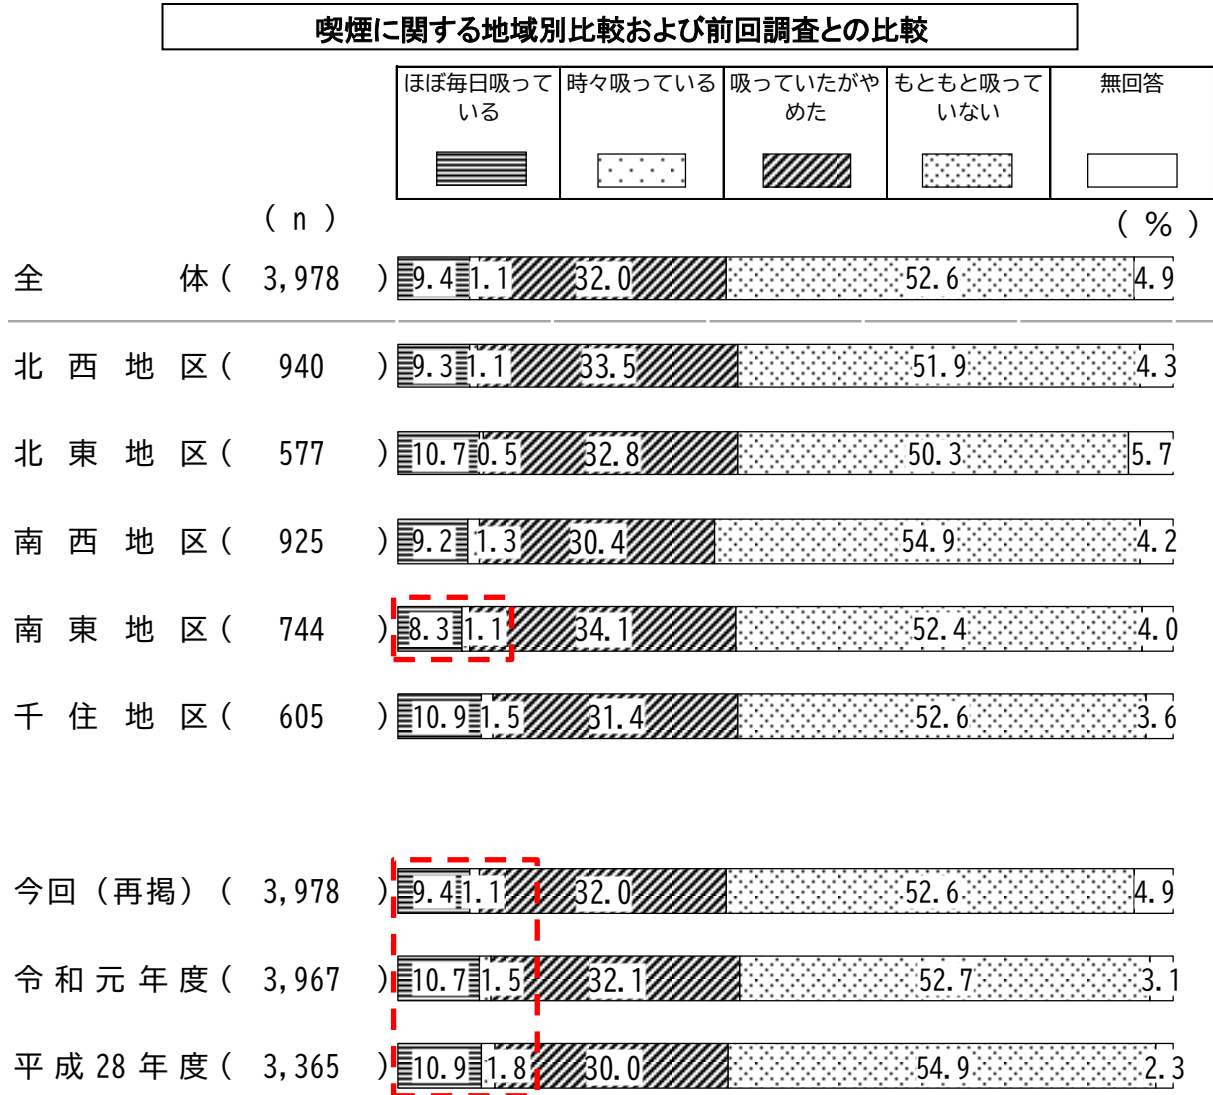 喫煙に関する地域別比較および前回調査との比較
ほぼ毎日吸って 時々吸っている 吸っていたがや もともと吸って 無回答
いる めた いない
( n ) ( % )
全 体 ( 3,978 ) 9.4 1.1 32.0 52.6 4.9
北 西 地 区 ( 940 ) 9.3 1.1 33.5 51.9 4.3
北 東 地 区 ( 577 ) 10.7 0.5 32.8 50.3 5.7
南 西 地 区 ( 925 ) 9.2 1.3 30.4 54.9 4.2
南 東 地 区 ( 744 ) 8.3 1.1 34.1 52.4 4.0
千 住 地 区 ( 605 ) 10.9 1.5 31.4 52.6 3.6
今回（再掲） ( 3,978 ) 9.4 1.1 32.0 52.6 4.9
令 和 元 年 度 ( 3,967 ) 10.7 1.5 32.1 52.7 3.1
平 成 28 年 度 ( 3,365 ) 10.9 1.8 30.0 54.9 2.3